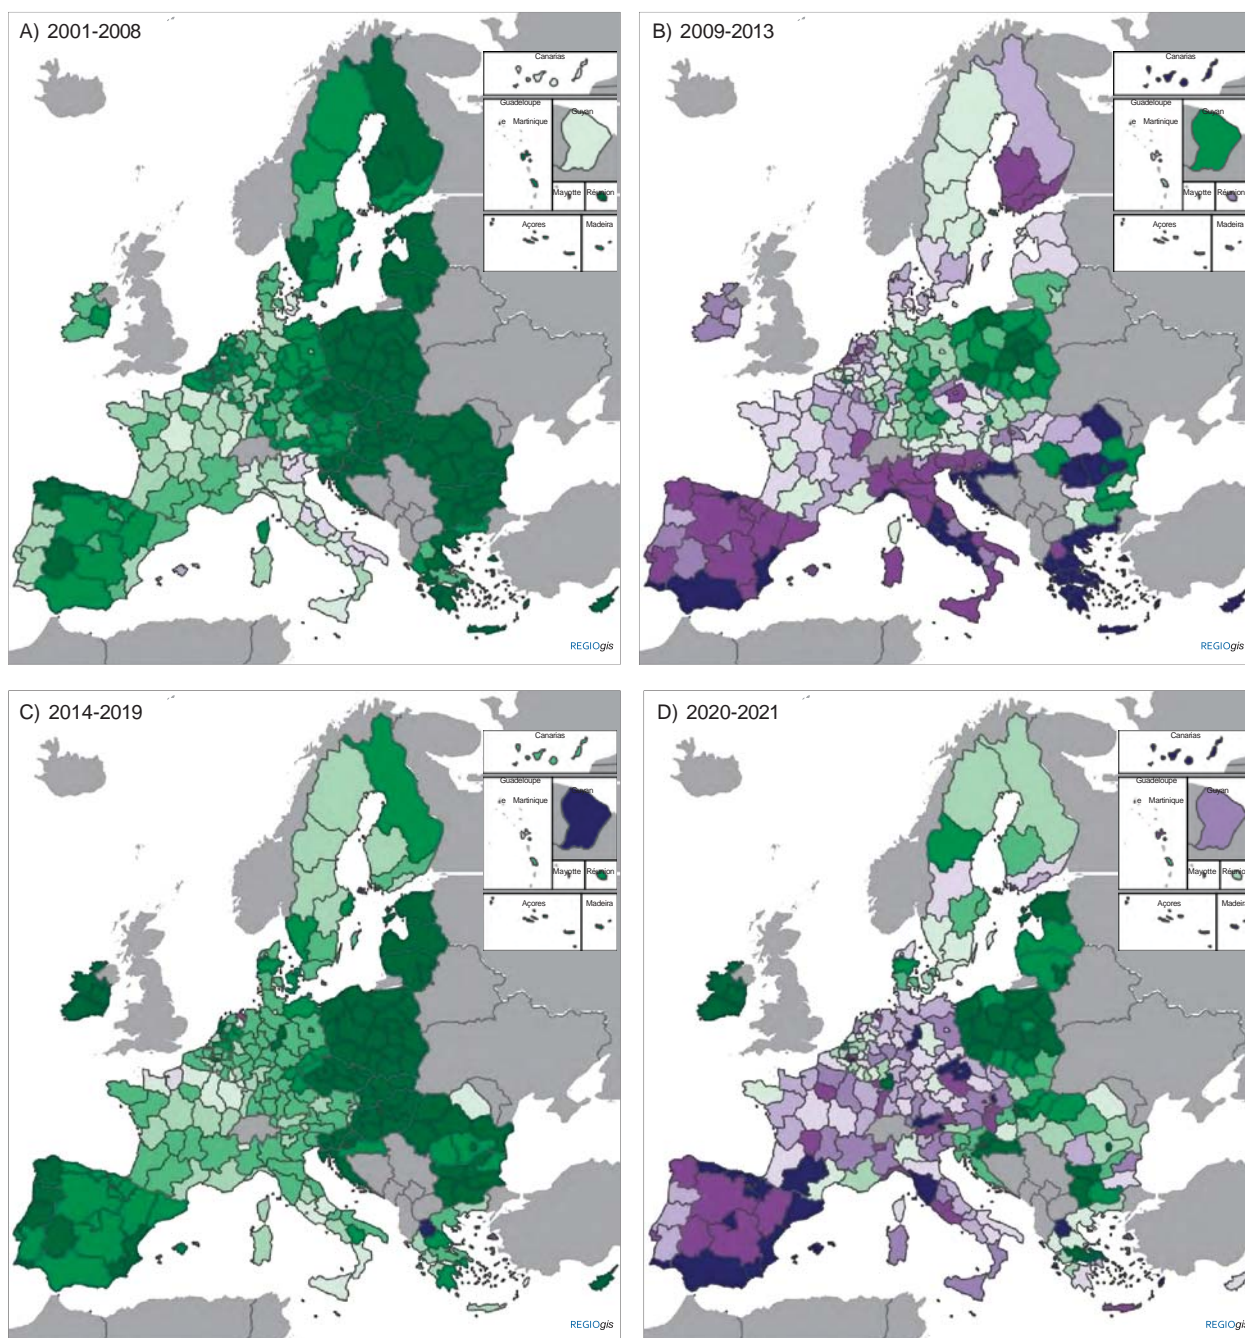 A) 2001-2008
Canarias
Guadeloupe
Guyan
e Martinique
Mayotte
Réunion
Açores
Madeira
REGIOgis
B) 2009-2013
Canarias
Guadeloupe
Guyan
e Martinique
Mayotte
Réunion
Açores
Madeira
REGIOgis
C) 2014-2019
Canarias
Guadeloupe
Guyan
e Martinique
Mayotte
Réunion
Açores
Madeira
REGIOgis
D) 2020-2021
Canarias
Guadeloupe
Guyan
e Martinique
Mayotte
Réunion
Açores
Madeira
REGIOgis